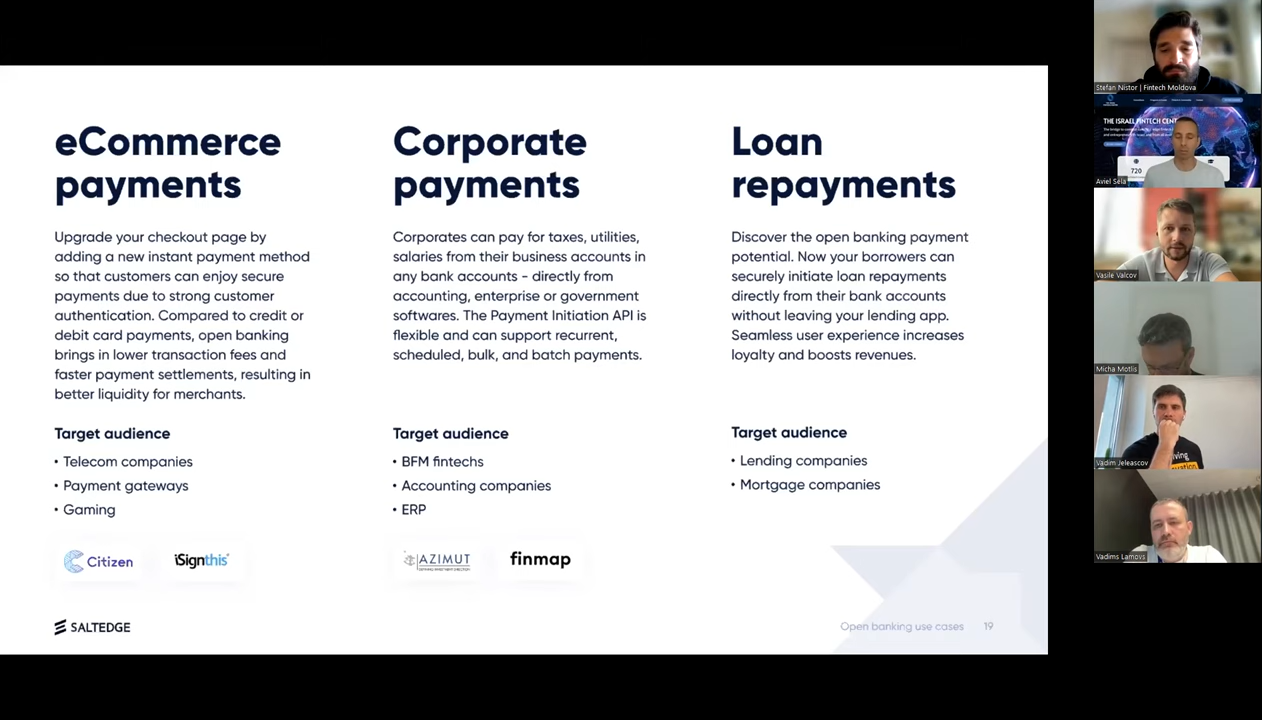 eCommerce
payments
Upgrade your checkout page by
adding a new instant payment method
so that customers can enjoy secure
payments due to strong customer
authentication. Compared to credit or
debit card payments, open banking
brings in lower transaction fees and
faster payment settlements, resulting in
better liquidity for merchants.
Target audience
• Telecom companies
• Payment gateways
• Gaming
Citizen
iSignthis
Corporate
payments
Corporates can pay for taxes, utilities,
salaries from their business accounts in
any bank accounts - directly from
accounting, enterprise or government
softwares. The Payment Initiation API is
flexible and can support recurrent,
scheduled, bulk, and batch payments.
Target audience
• BFM fintechs
• Accounting companies
• ERP
AZIMUT
finmap
Loan
repayments
Discover the open banking payment
potential. Now your borrowers can
securely initiate loan repayments
directly from their bank accounts
without leaving your lending app.
Seamless user experience increases
loyalty and boosts revenues.
Target audience
• Lending companies
• Mortgage companies
SALTEDGE
Open banking use cases 19
Stefan Nistor | Fintech Moldova
THE ISRAEL FINTECH CENT
720
Aviel Sela
Vasile Valcov
Micha Motlis
Vadim Jeleascov
Vadims Lamovs